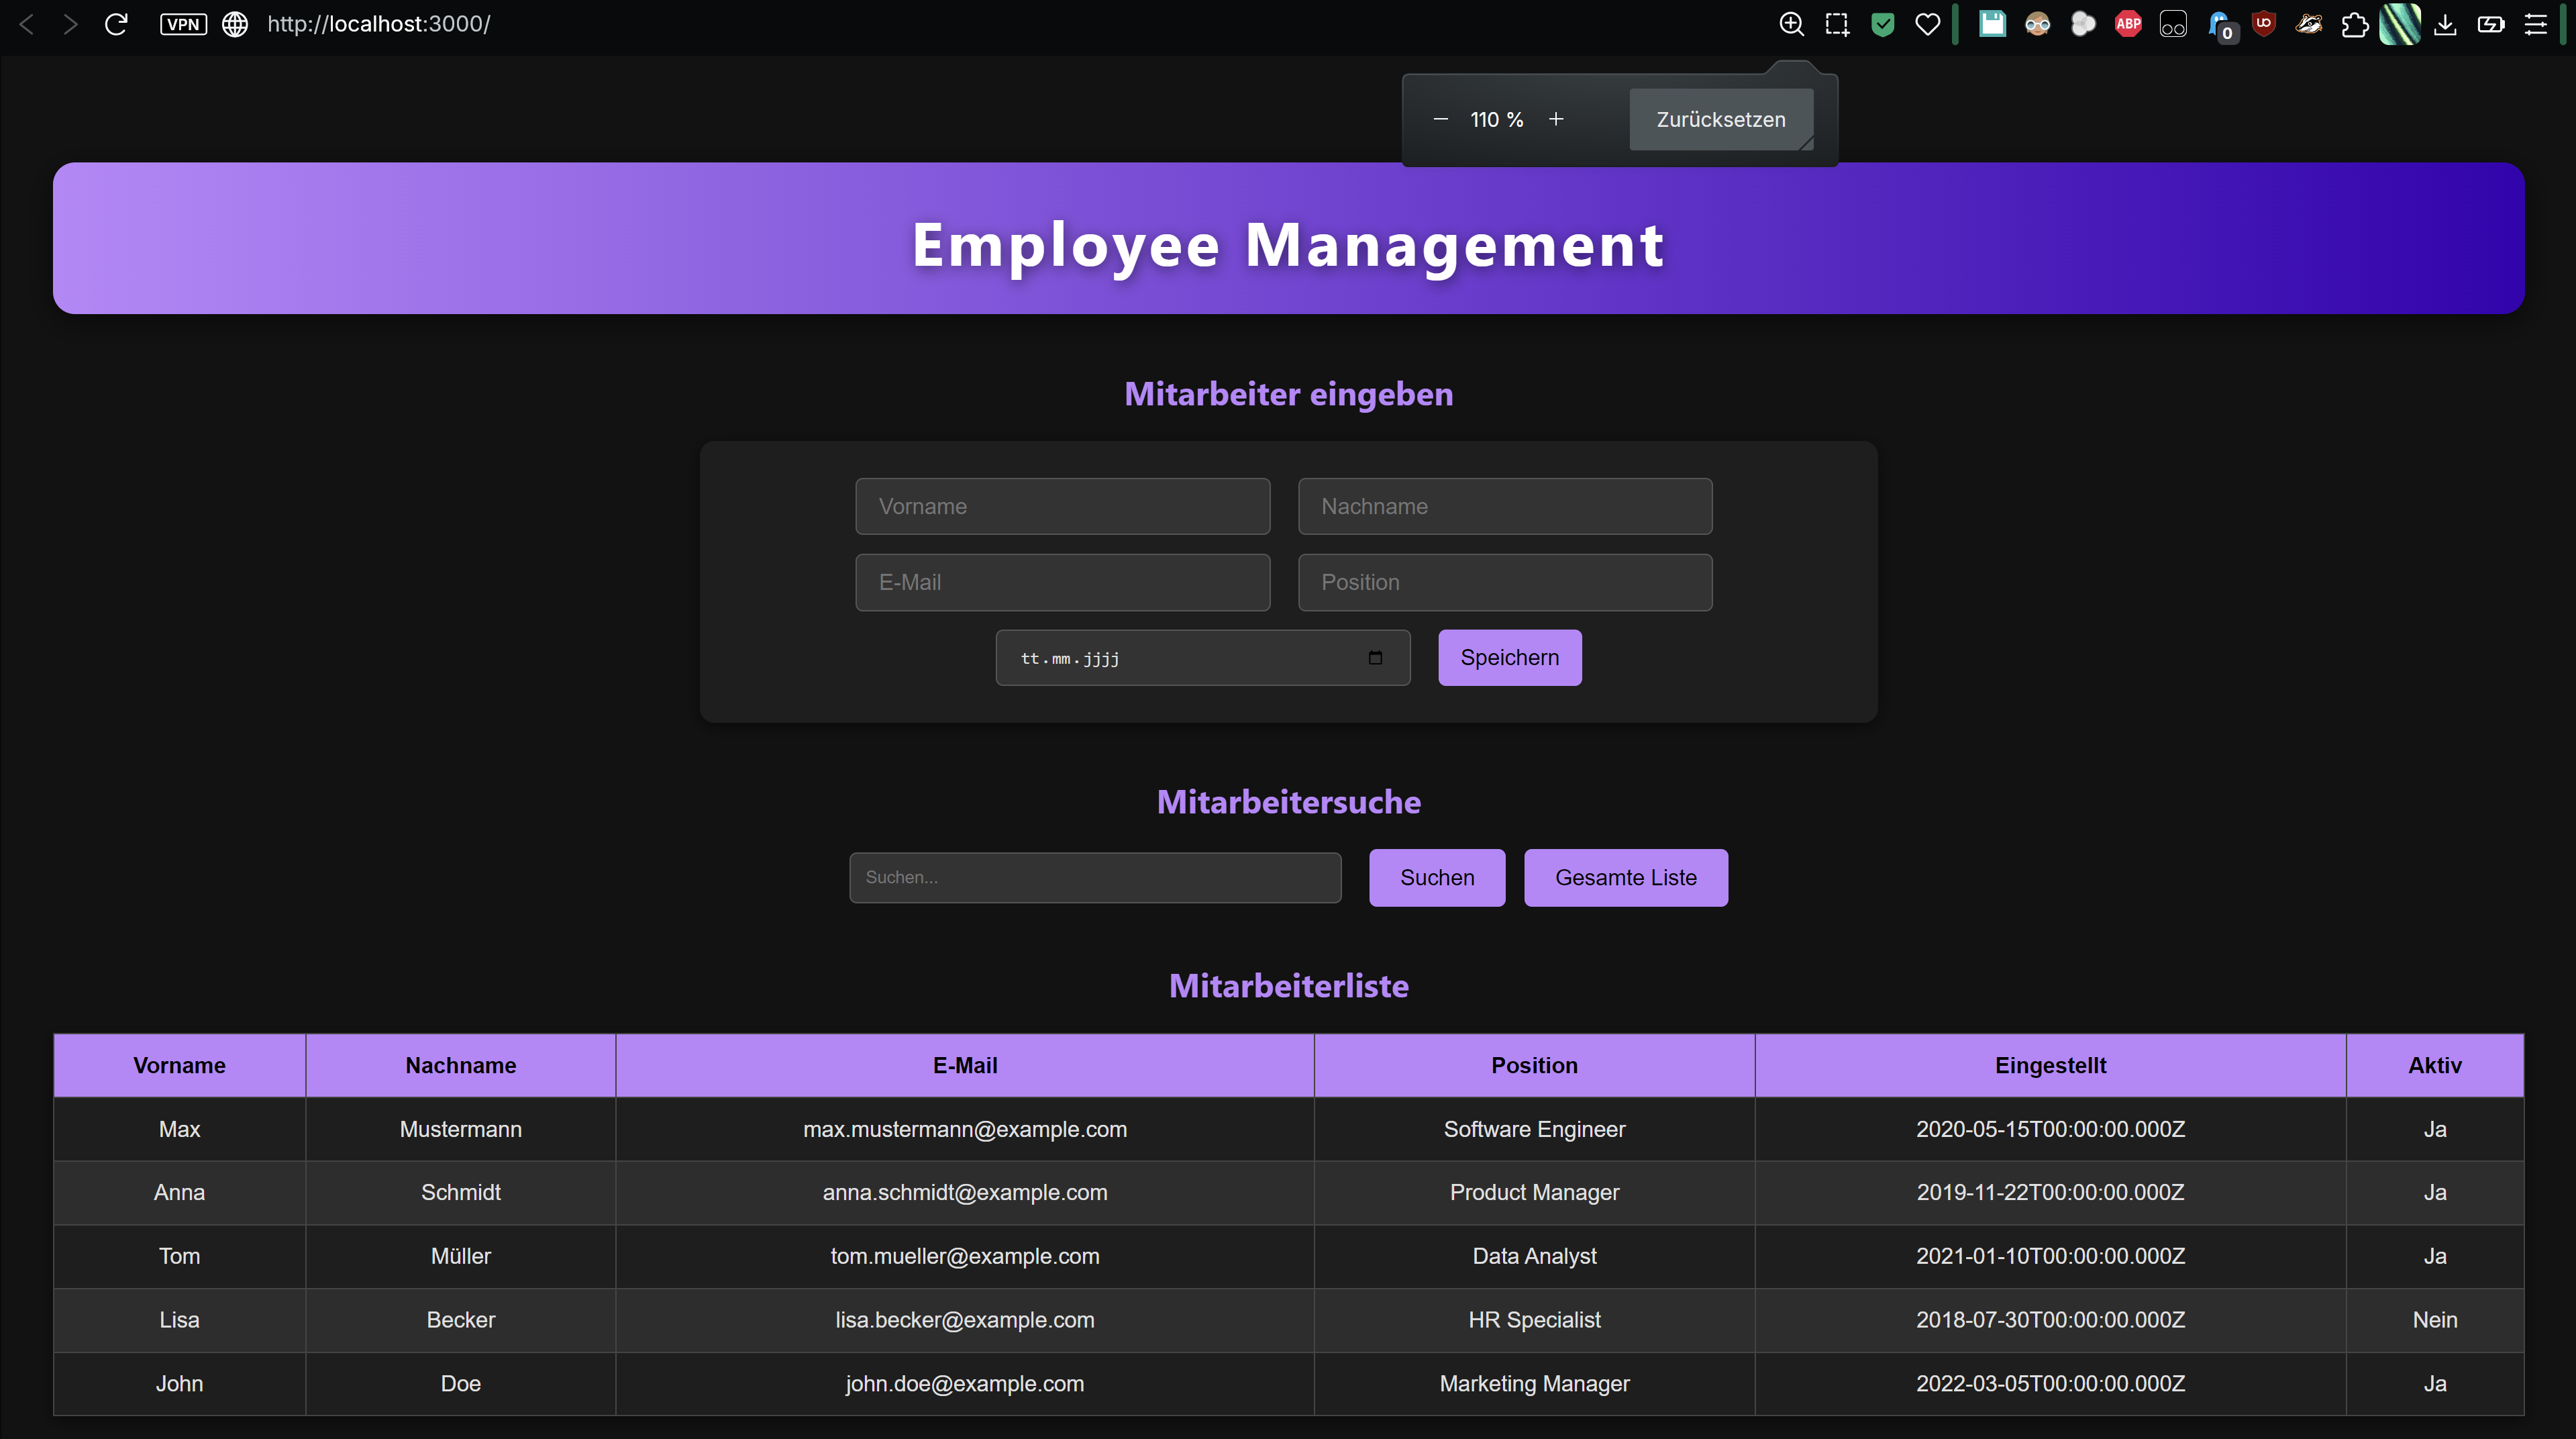 VPN http://localhost:3000/ ABP 0 UO
110 % Zurücksetzen
Employee Management
Mitarbeiter eingeben
Vorname Nachname
E-Mail Position
tt.mm.jjjj Speichern
Mitarbeitersuche
Suchen... Suchen Gesamte Liste
Mitarbeiterliste
Vorname Nachname E-Mail Position Eingestellt Aktiv
Max Mustermann max.mustermann@example.com Software Engineer 2020-05-15T00:00:00.000Z Ja
Anna Schmidt anna.schmidt@example.com Product Manager 2019-11-22T00:00:00.000Z Ja
Tom Müller tom.mueller@example.com Data Analyst 2021-01-10T00:00:00.000Z Ja
Lisa Becker lisa.becker@example.com HR Specialist 2018-07-30T00:00:00.000Z Nein
John Doe john.doe@example.com Marketing Manager 2022-03-05T00:00:00.000Z Ja